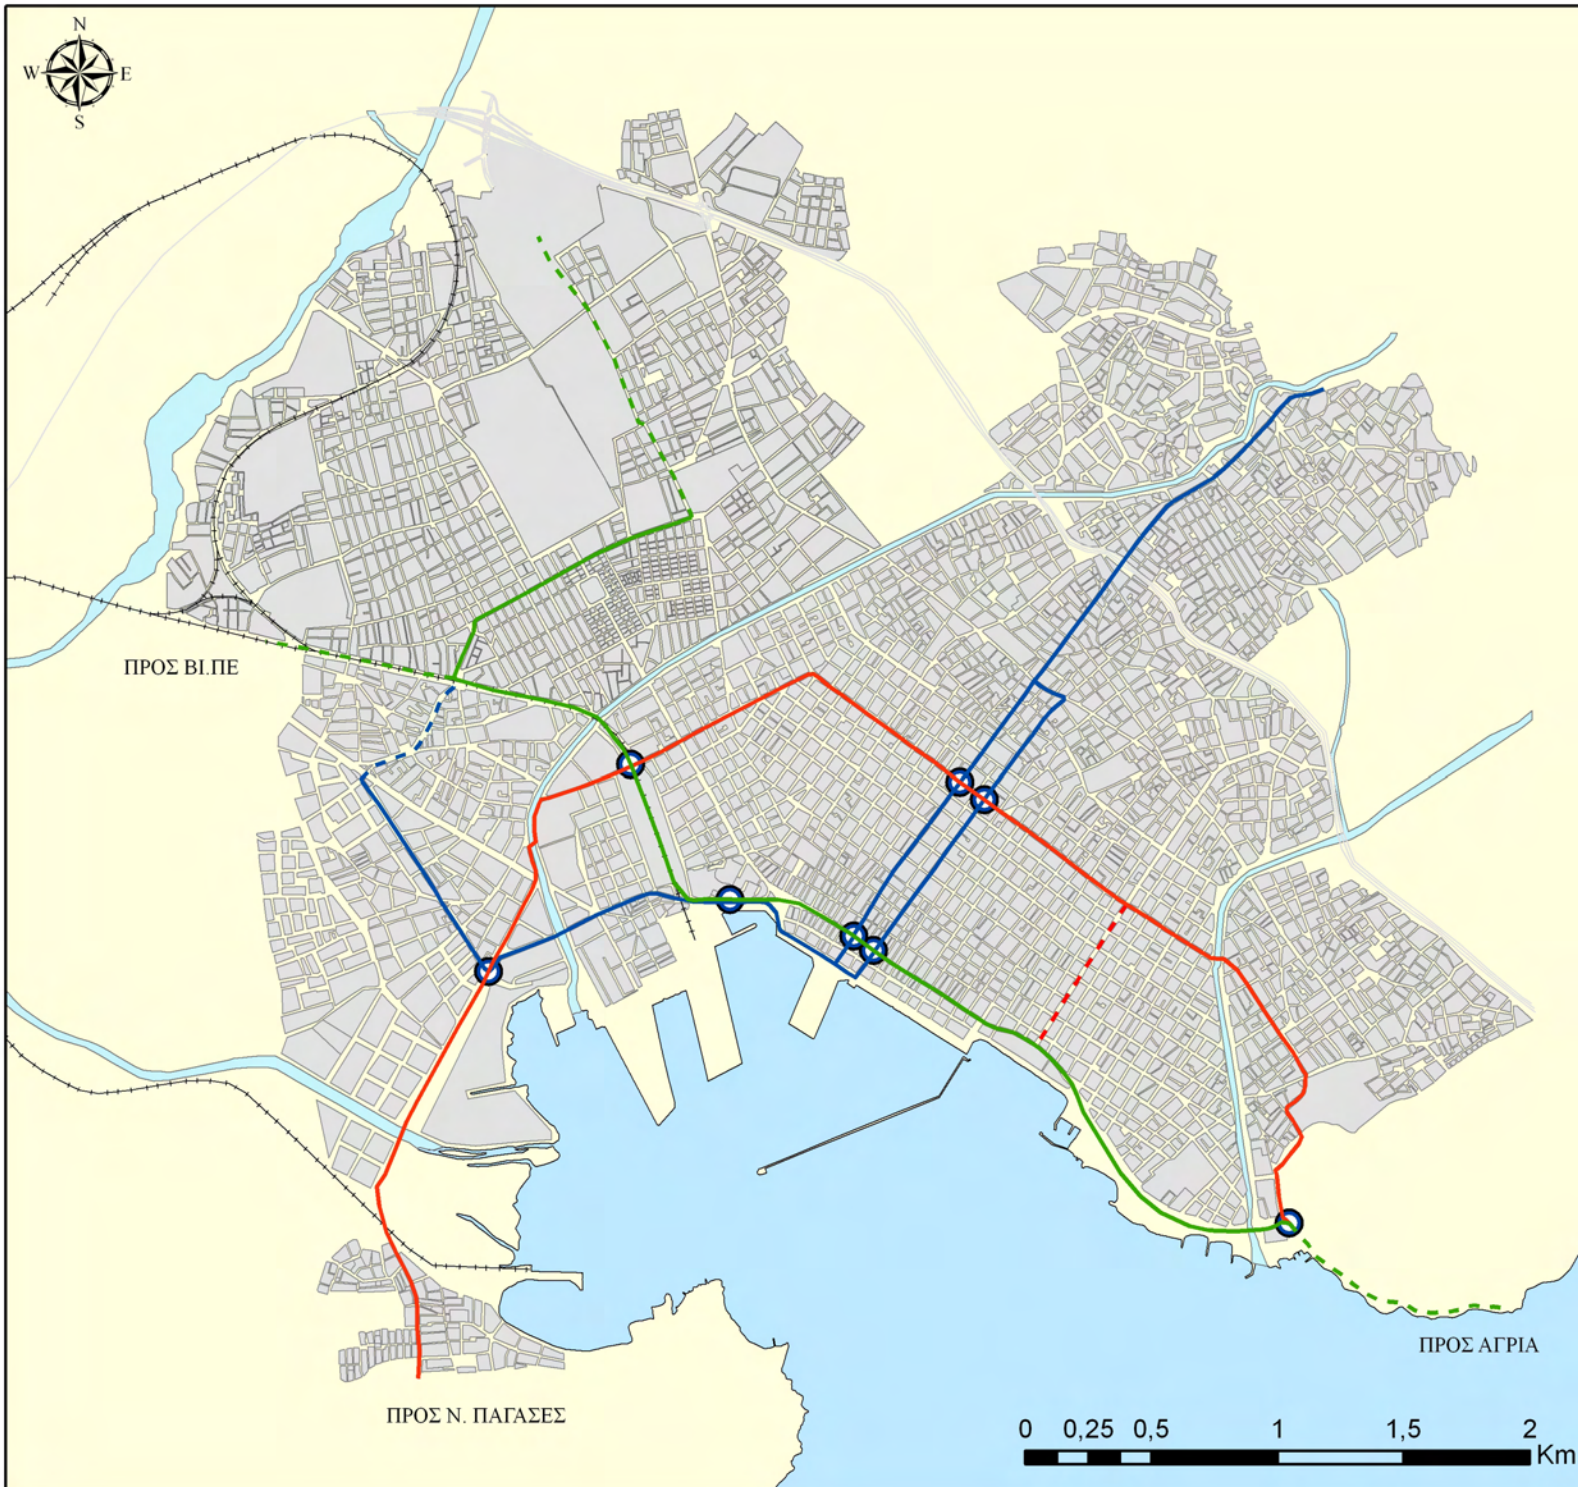 N
W E
S
ΠΡΟΣ ΒΙ.ΠΕ
ΠΡΟΣ ΑΓΡΙΑ
ΠΡΟΣ Ν. ΠΑΓΑΣΕΣ
0 0,25 0,5 1 1,5 2
Km